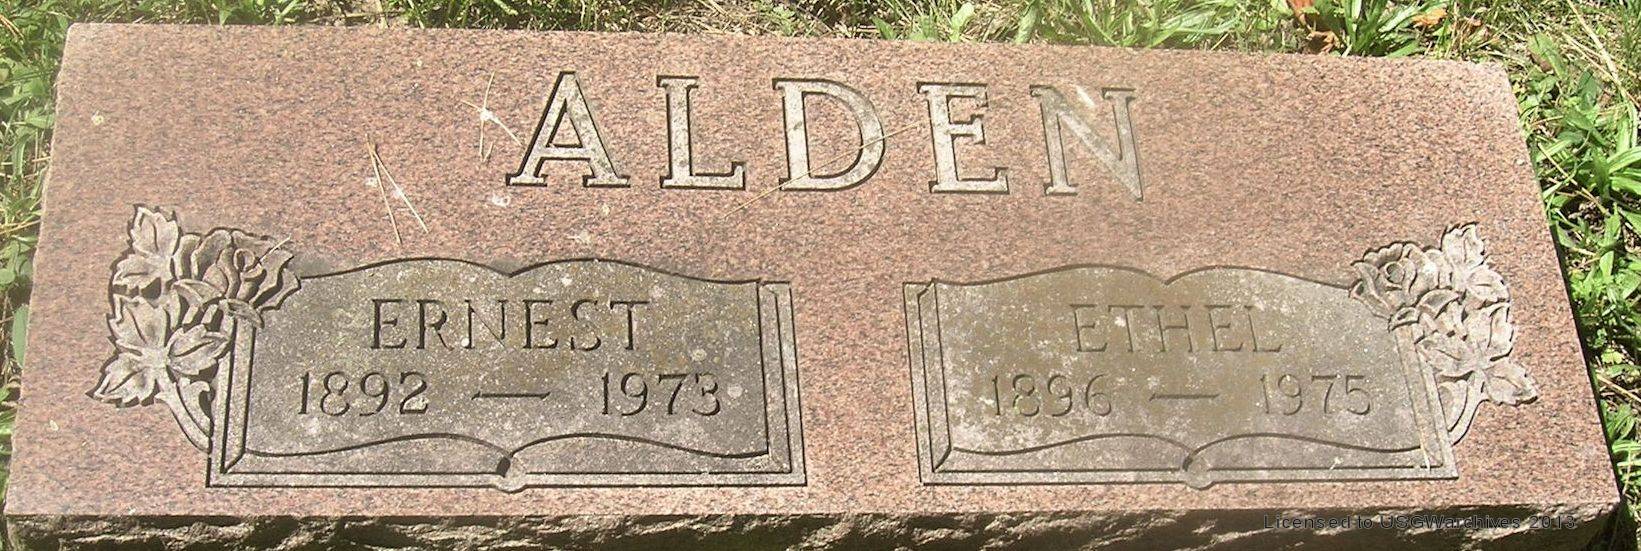 ALDEN
ERNEST
1892 — 1973
ETHEL
1896 — 1975
Licensed to USGWarchives 2013